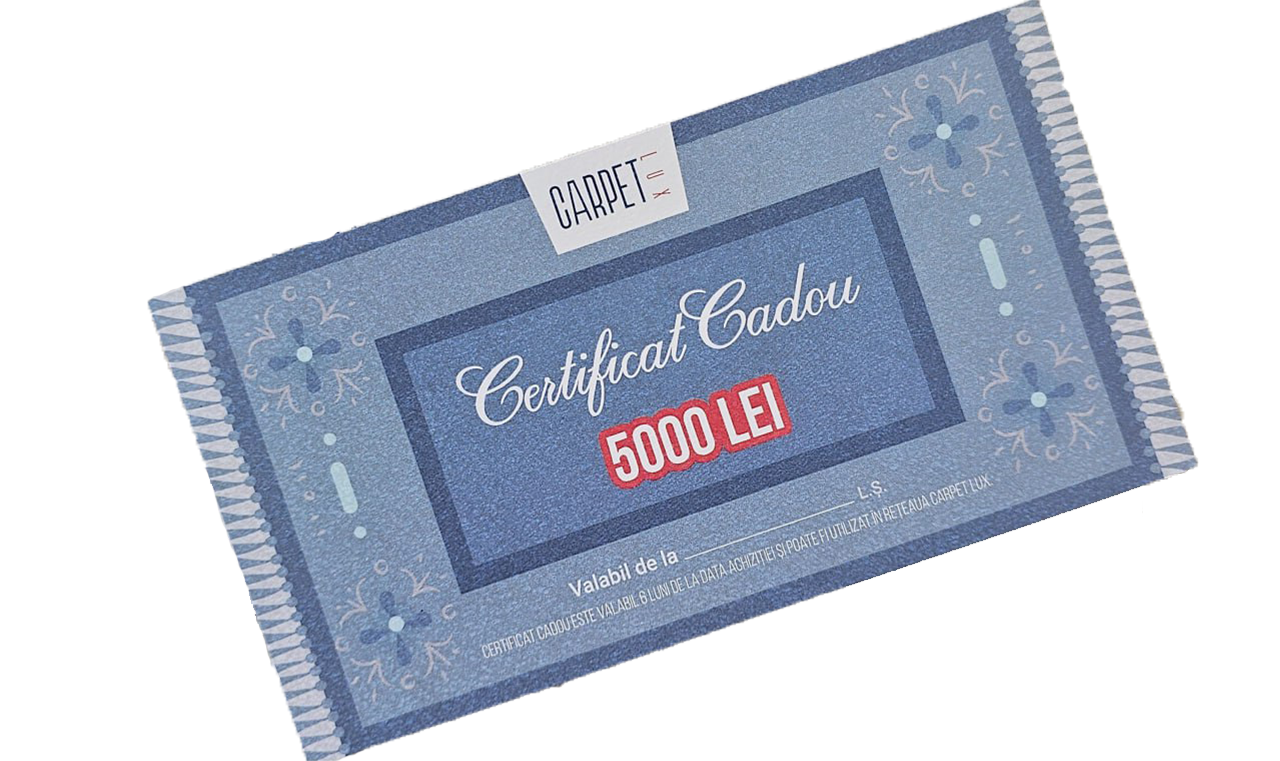 CARPET
LUX
Certificat Cadou
5000 LEI
Valabil de la ____________ L.Ș.
CERTIFICAT CADOU ESTE VALABIL 6 LUNI DE LA DATA ACHIZIȚIEI ȘI POATE FI UTILIZAT ÎN REȚEAUA CARPET LUX.